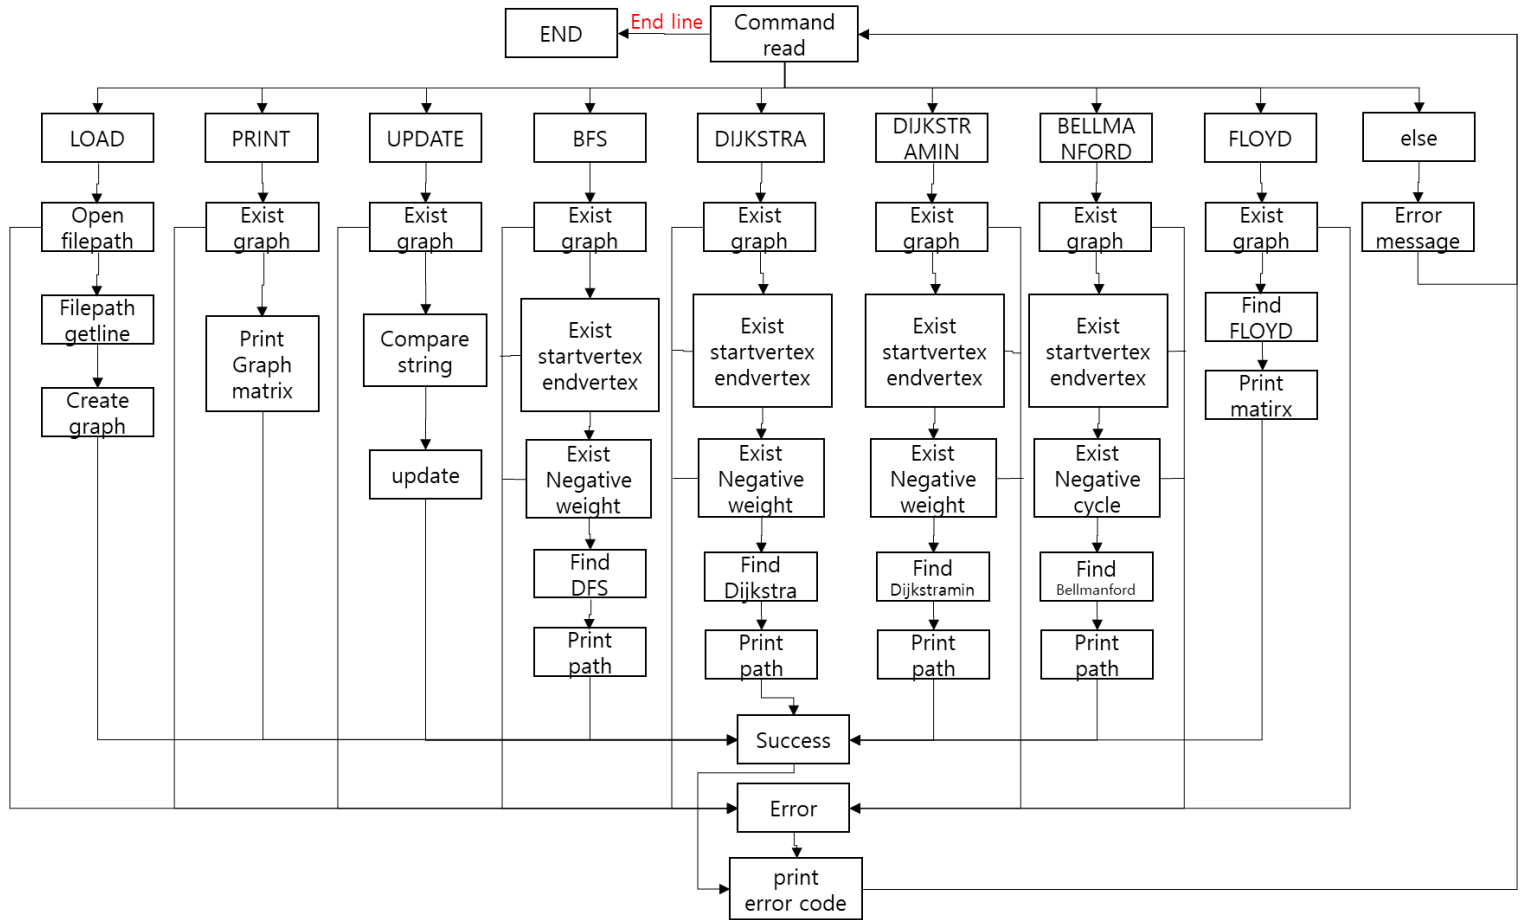 END
End line
Command
read
LOAD
PRINT
UPDATE
BFS
DIJKSTRA
DIJKSTR
AMIN
BELLMA
NFORD
FLOYD
else
Open
filepath
Exist
graph
Exist
graph
Exist
graph
Exist
graph
Exist
graph
Exist
graph
Exist
graph
Error
message
Filepath
getline
Print
Graph
matrix
Compare
string
Exist
startvertex
endvertex
Exist
startvertex
endvertex
Exist
startvertex
endvertex
Exist
startvertex
endvertex
Find
FLOYD
Create
graph
Print
matirx
update
Exist
Negative
weight
Exist
Negative
weight
Exist
Negative
weight
Exist
Negative
cycle
Find
DFS
Find
Dijkstra
Find
Dijkstramin
Find
Bellmanford
Print
path
Print
path
Print
path
Print
path
Success
Error
print
error code